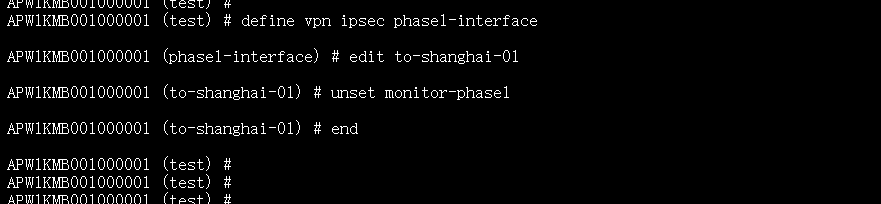 APW1KMB001000001 (test) #
APW1KMB001000001 (test) # define vpn ipsec phase1-interface
APW1KMB001000001 (phase1-interface) # edit to-shanghai-01
APW1KMB001000001 (to-shanghai-01) # unset monitor-phase1
APW1KMB001000001 (to-shanghai-01) # end
APW1KMB001000001 (test) #
APW1KMB001000001 (test) #
APW1KMB001000001 (test) #